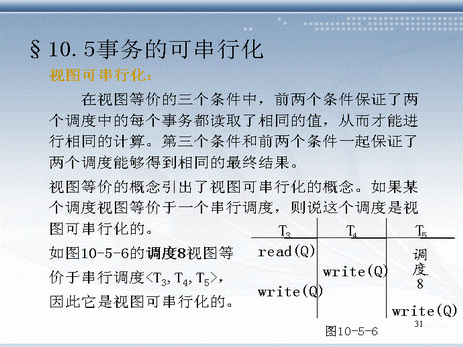 §10.5事务的可串行化
视图可串行化：
在视图等价的三个条件中，前两个条件保证了两
个调度中的每个事务都读取了相同的值，从而才能进
行相同的计算。第三个条件和前两个条件一起保证了
两个调度能够得到相同的最终结果。
视图等价的概念引出了视图可串行化的概念。如果某
个调度视图等价于一个串行调度，则说这个调度是视
图可串行化的。
如图10-5-6的调度8视图等
价于串行调度<T3,T4,T5>，
因此它是视图可串行化的。
T3 T4 T5
read(Q)
write(Q)
write(Q)
write(Q)
调度8
31
图10-5-6